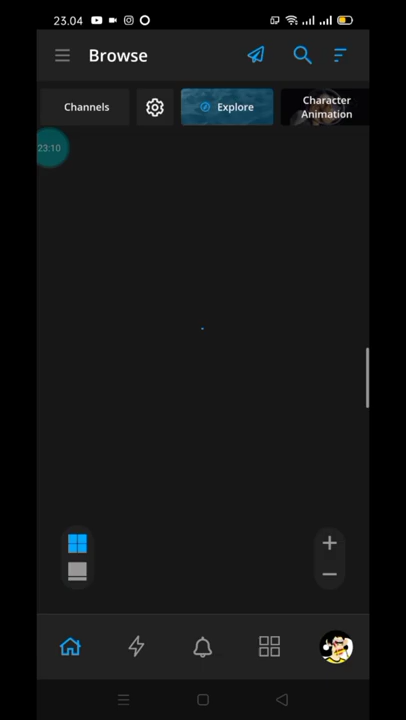 23.04
Browse
Channels
Explore
Character
Animation
23:10